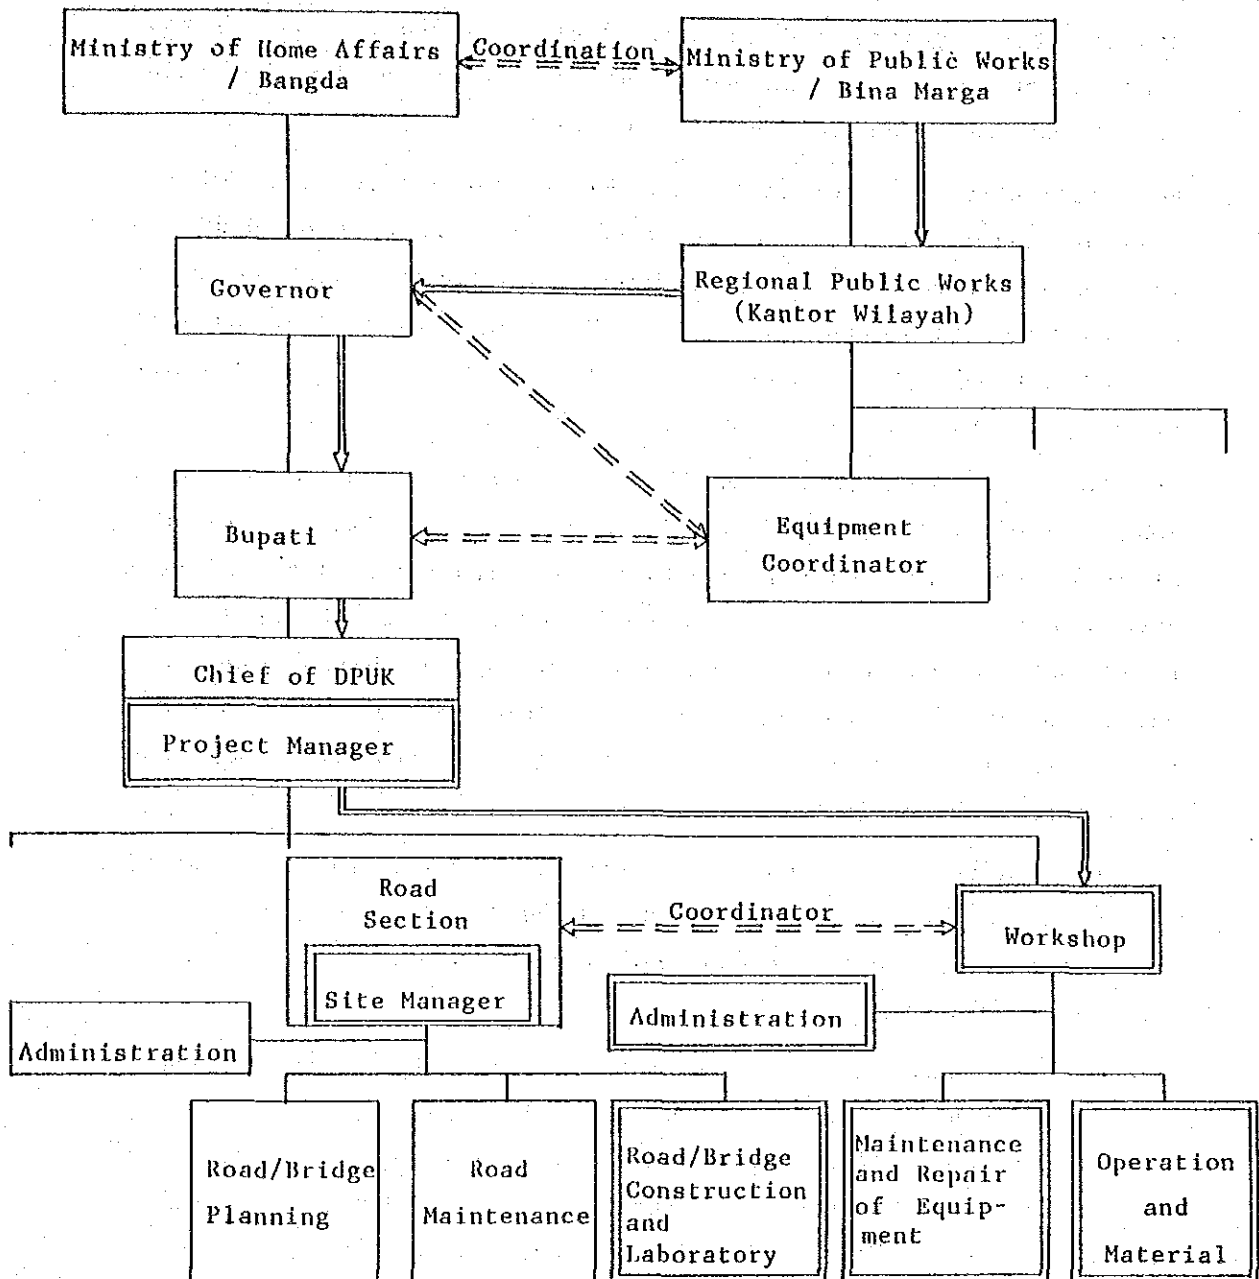 Ministry of Home Affairs
/ Bangda
Coordination
Ministry of Public Works
/ Bina Marga
Governor
Regional Public Works
(Kantor Wilayah)
Bupati
Equipment
Coordinator
Chief of DPUK
Project Manager
Road
Section
Site Manager
Coordinator
Workshop
Administration
Administration
Road/Bridge
Planning
Road
Maintenance
Road/Bridge
Construction
and
Laboratory
Maintenance
and Repair
of Equip-
ment
Operation
and
Material